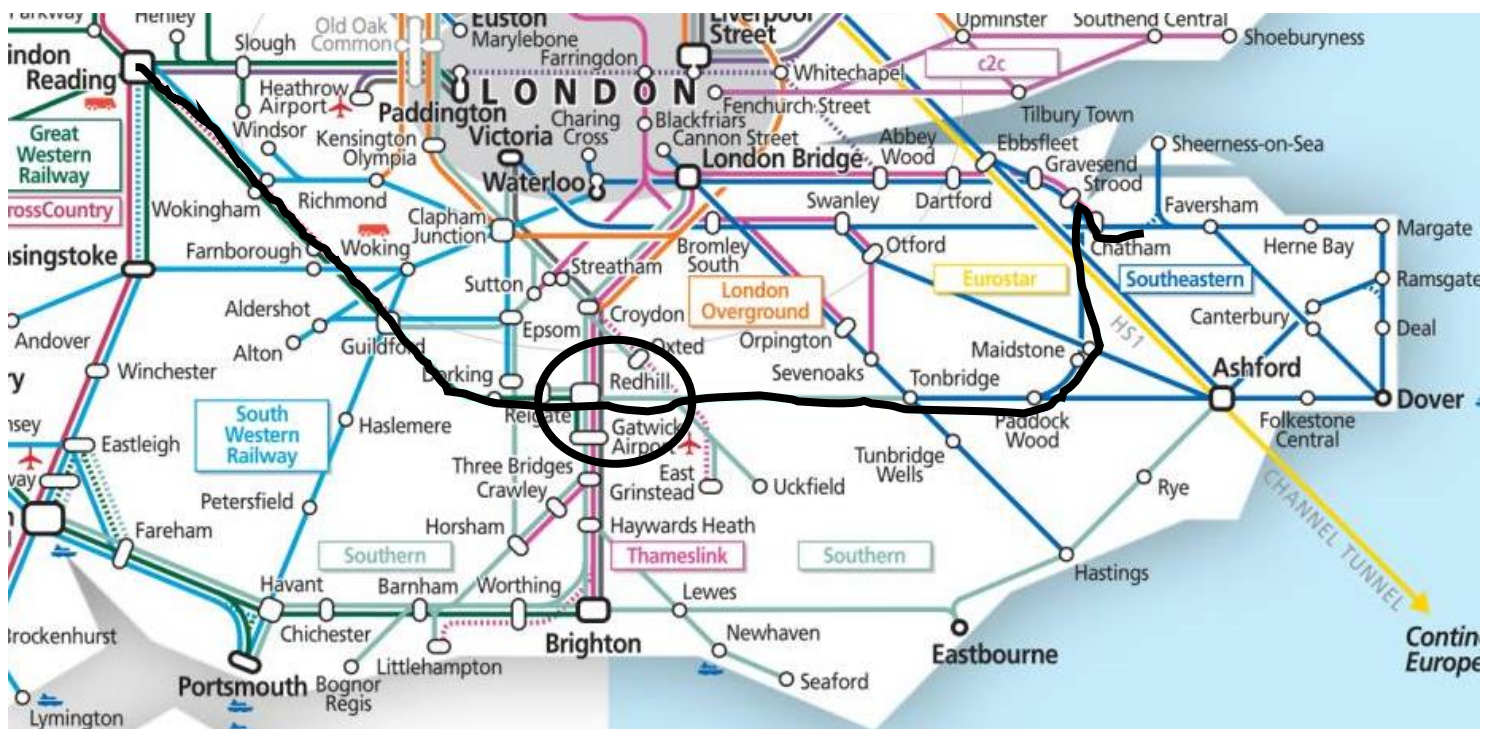 Henley
Slough
Old Oak
Common
Euston
Marylebone
Farringdon
Liverpool
Street
Whitechapel
Upminster
Southend Central
Shoeburyness
c2c
Reading
Heathrow
Airport
Paddington
LONDON
Fenchurch Street
Tilbury Town
Great
Western
Railway
Windsor
Kensington
Olympia
Victoria
Charing
Cross
Blackfriars
Cannon Street
London Bridge
Abbey
Wood
Ebbsfleet
Gravesend
Strood
Sheerness-on-Sea
Waterloo
Richmond
Wokingham
Clapham
Junction
Swanley
Dartford
Faversham
Farnborough
Woking
Bromley
South
Otford
Chatham
Herne Bay
Margate
Streatham
Sutton
London
Overground
Eurostar
Southeastern
Ramsgate
Aldershot
Croydon
Epsom
Orpington
HS1
Canterbury
Deal
Andover
Alton
Guildford
Oxted
Maidstone
Winchester
Dorking
Redhill
Sevenoaks
Tonbridge
Ashford
Reigate
Dover
South
Western
Railway
Haslemere
Gatwick
Airport
Paddock
Wood
Folkestone
Central
Eastleigh
Three Bridges
Crawley
East
Grinstead
Uckfield
Tunbridge
Wells
Rye
Petersfield
Fareham
Horsham
Haywards Heath
CHANNEL TUNNEL
Southern
Thameslink
Southern
Hastings
Havant
Barnham
Worthing
Lewes
Chichester
Brighton
Newhaven
Eastbourne
Littlehampton
Portsmouth
Bognor
Regis
Seaford
Lymington
Europe